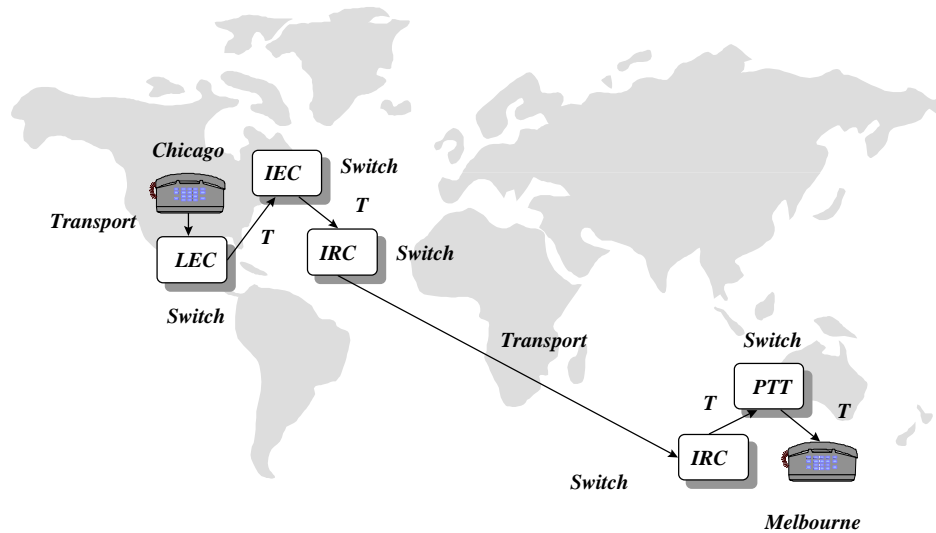 Chicago
IEC
Switch
Transport
T
T
LEC
IRC
Switch
Switch
Transport
Switch
PTT
T
T
IRC
Switch
Melbourne